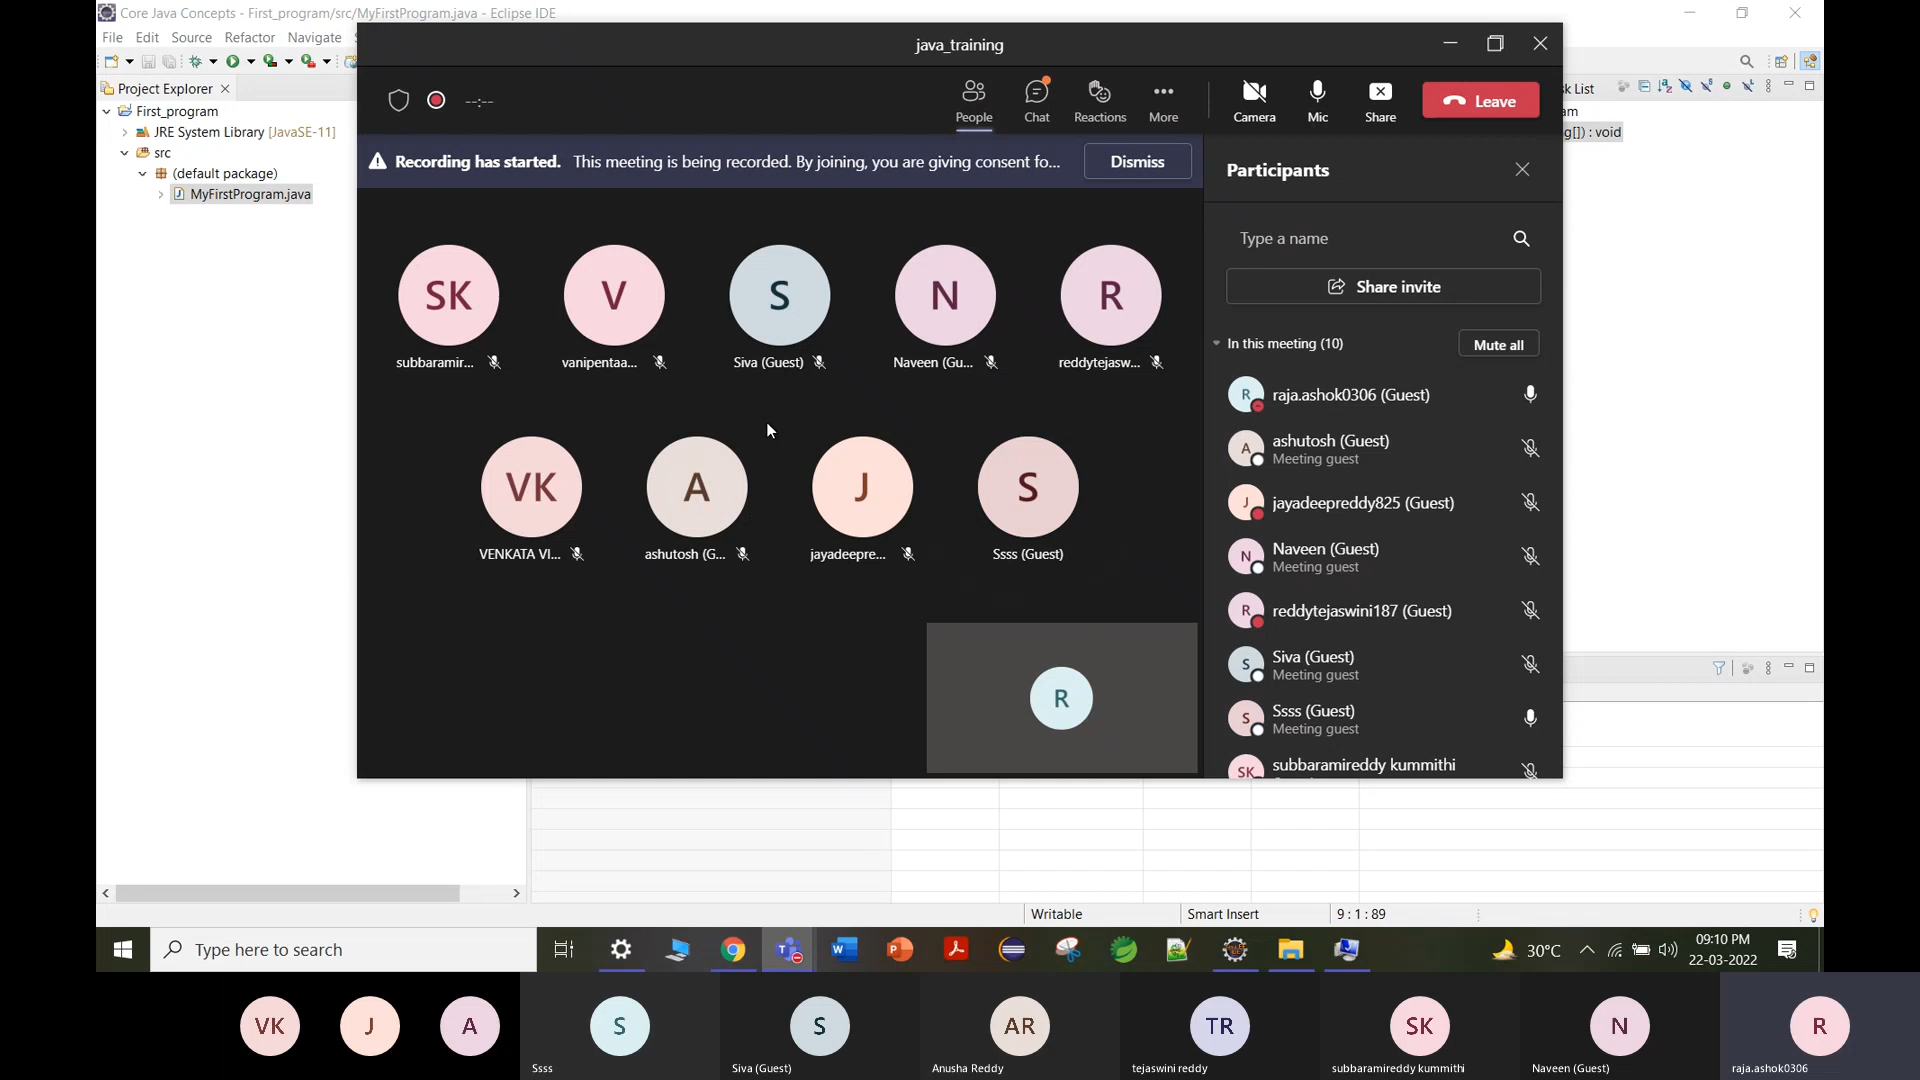 Core Java Concepts - First_program/src/MyFirstProgram.java - Eclipse IDE
File Edit Source Refactor Navigate
java_training
Project Explorer
First_program
JRE System Library [JavaSE-11]
src
(default package)
MyFirstProgram.java
--:--
People
Chat
Reactions
More
Camera
Mic
Share
Leave
Recording has started. This meeting is being recorded. By joining, you are giving consent fo...
Dismiss
SK
V
S
N
R
subbaramir...
vanipentaa...
Siva (Guest)
Naveen (Gu...
reddytejasw...
VK
A
J
S
VENKATA VI...
ashutosh (G...
jayadeepre...
Ssss (Guest)
R
Participants
Type a name
Share invite
In this meeting (10)
Mute all
R
raja.ashok0306 (Guest)
A
ashutosh (Guest)
Meeting guest
J
jayadeepreddy825 (Guest)
N
Naveen (Guest)
Meeting guest
R
reddytejaswini187 (Guest)
S
Siva (Guest)
Meeting guest
S
Ssss (Guest)
Meeting guest
SK
subbaramireddy kummithi
sk List
am
g[]) : void
Writable
Smart Insert
9 : 1 : 89
Type here to search
30°C
09:10 PM
22-03-2022
VK
J
A
S
S
AR
TR
SK
N
R
Ssss
Siva (Guest)
Anusha Reddy
tejaswini reddy
subbaramireddy kummithi
Naveen (Guest)
raja.ashok0306